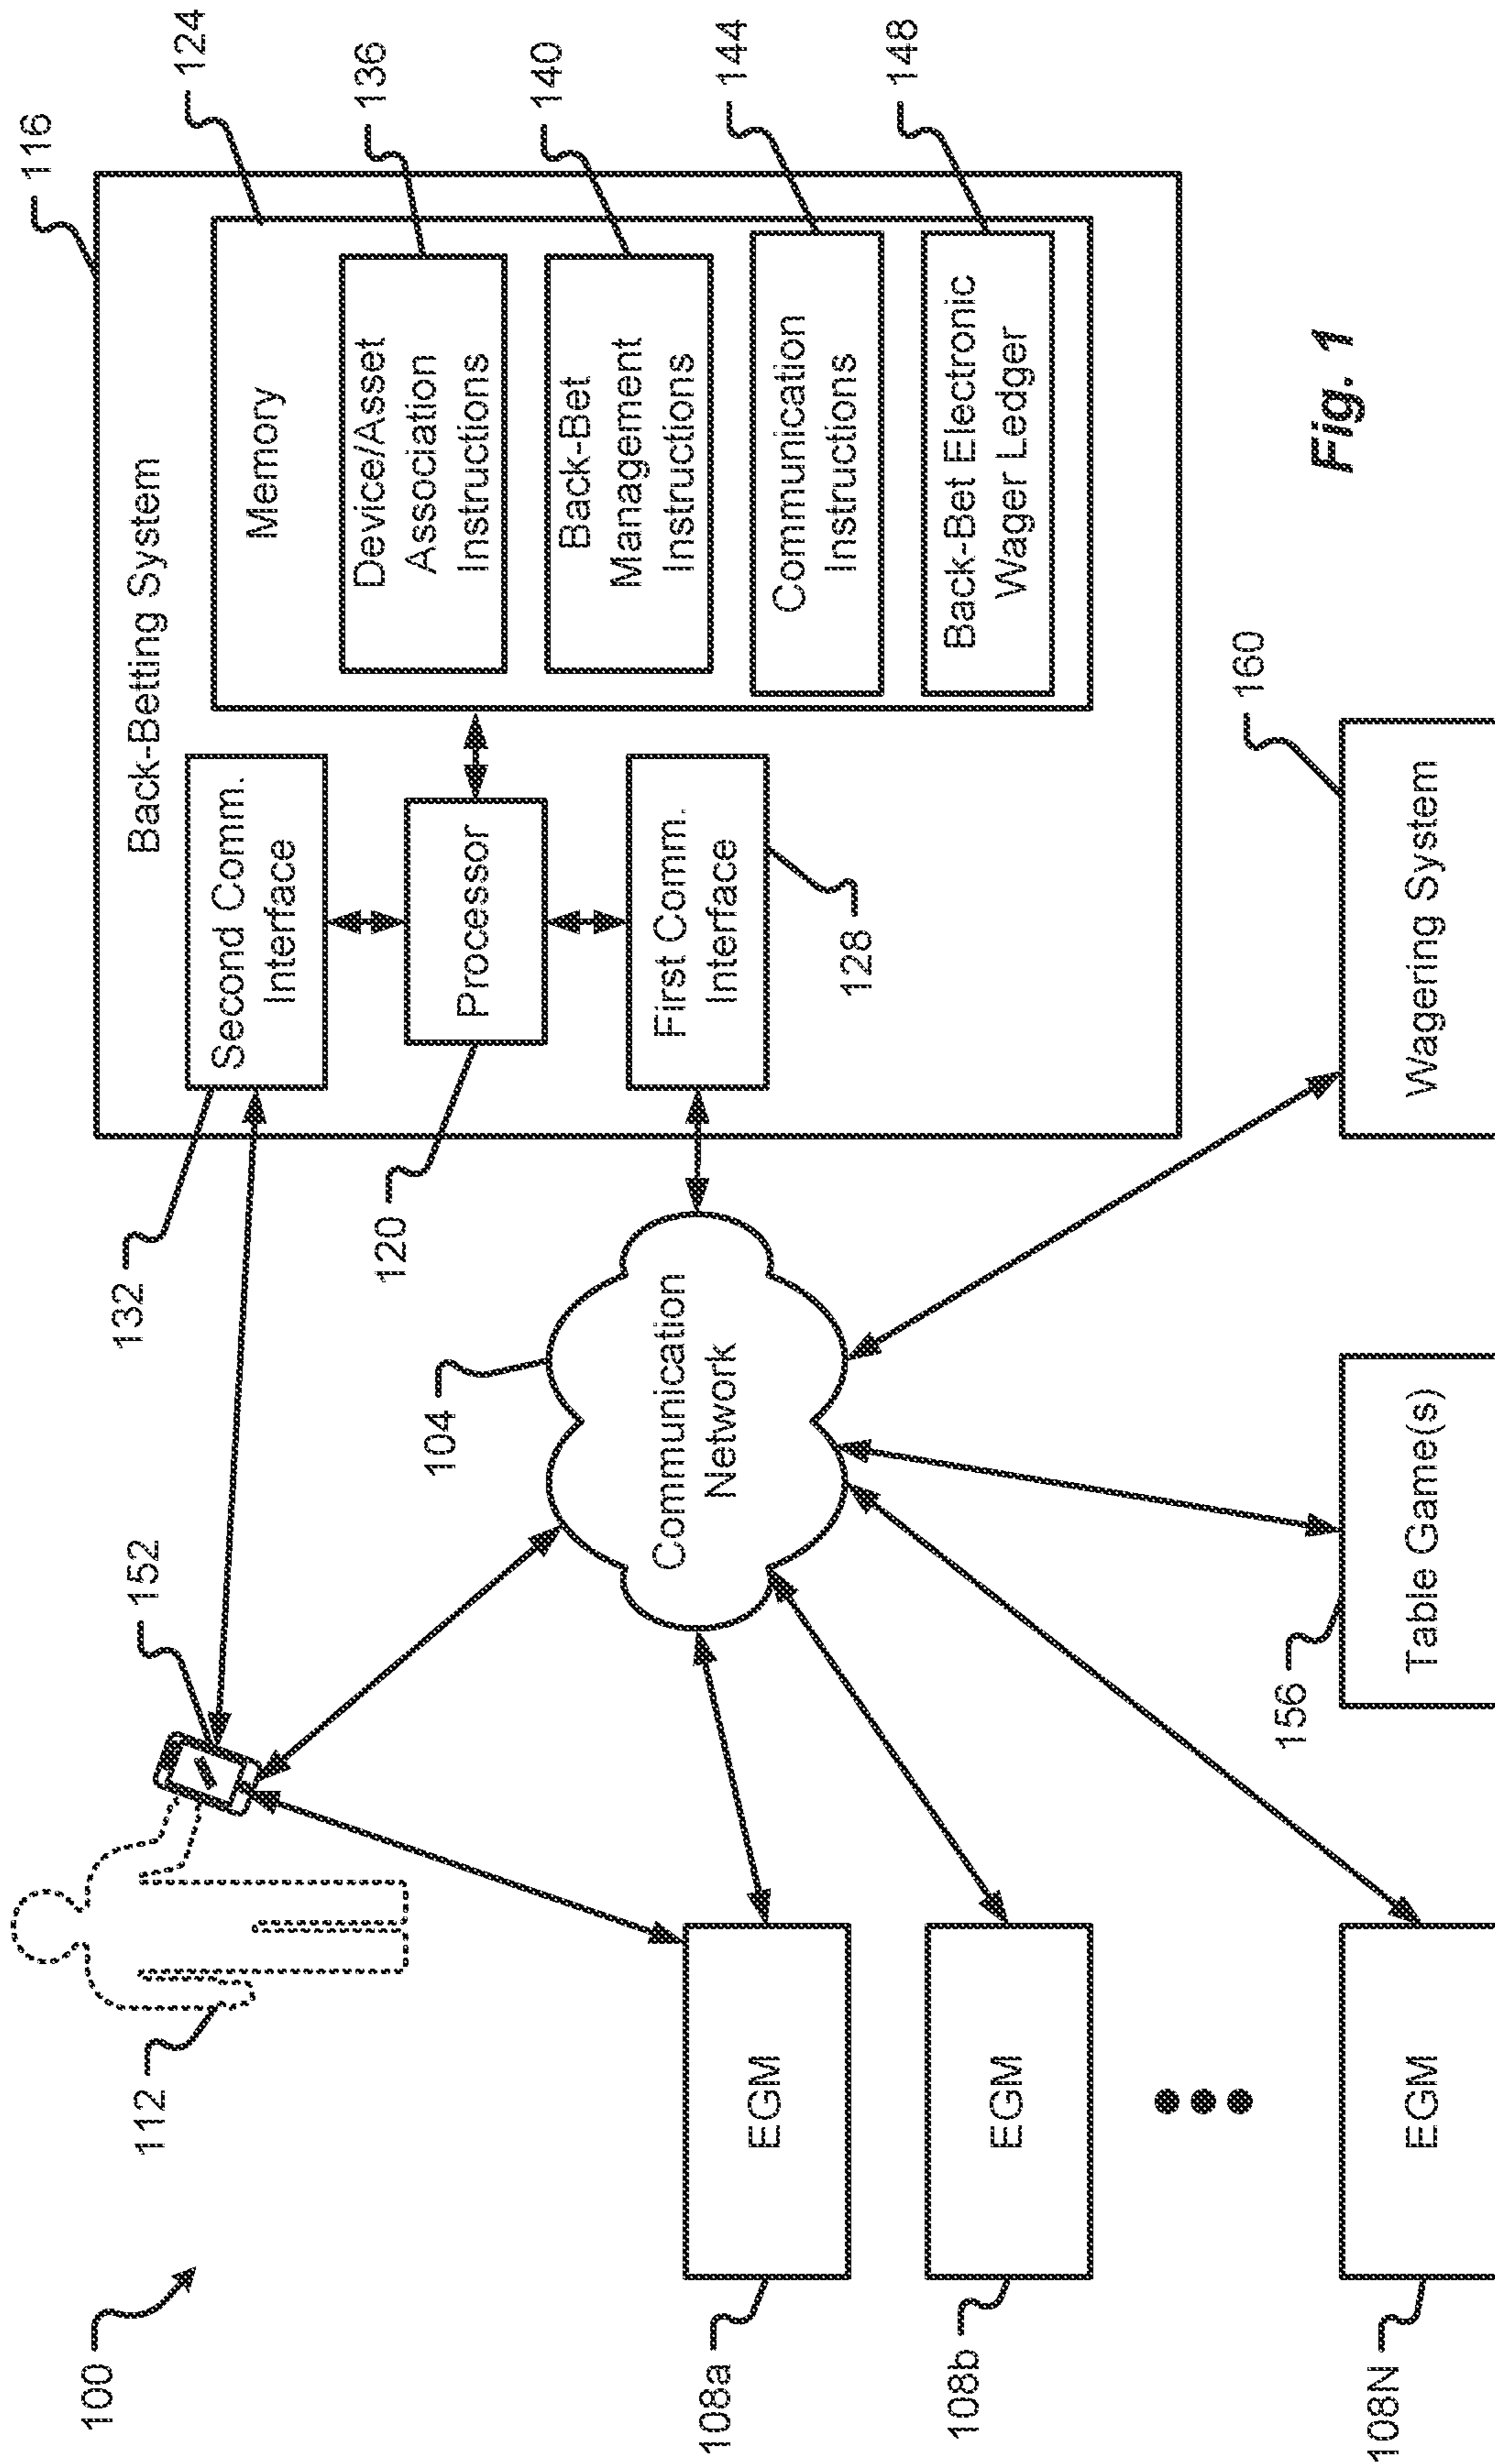 100
112
152
132
116
Back-Betting System
Second Comm.
Interface
124
Memory
120
Processor
Device/Asset
Association
Instructions
136
Back-Bet
Management
Instructions
140
104
Communication
Network
First Comm.
Interface
128
Communication
Instructions
144
Back-Bet Electronic
Wager Ledger
148
108a
EGM
108b
EGM
108N
EGM
156
Table Game(s)
160
Wagering System
Fig. 1